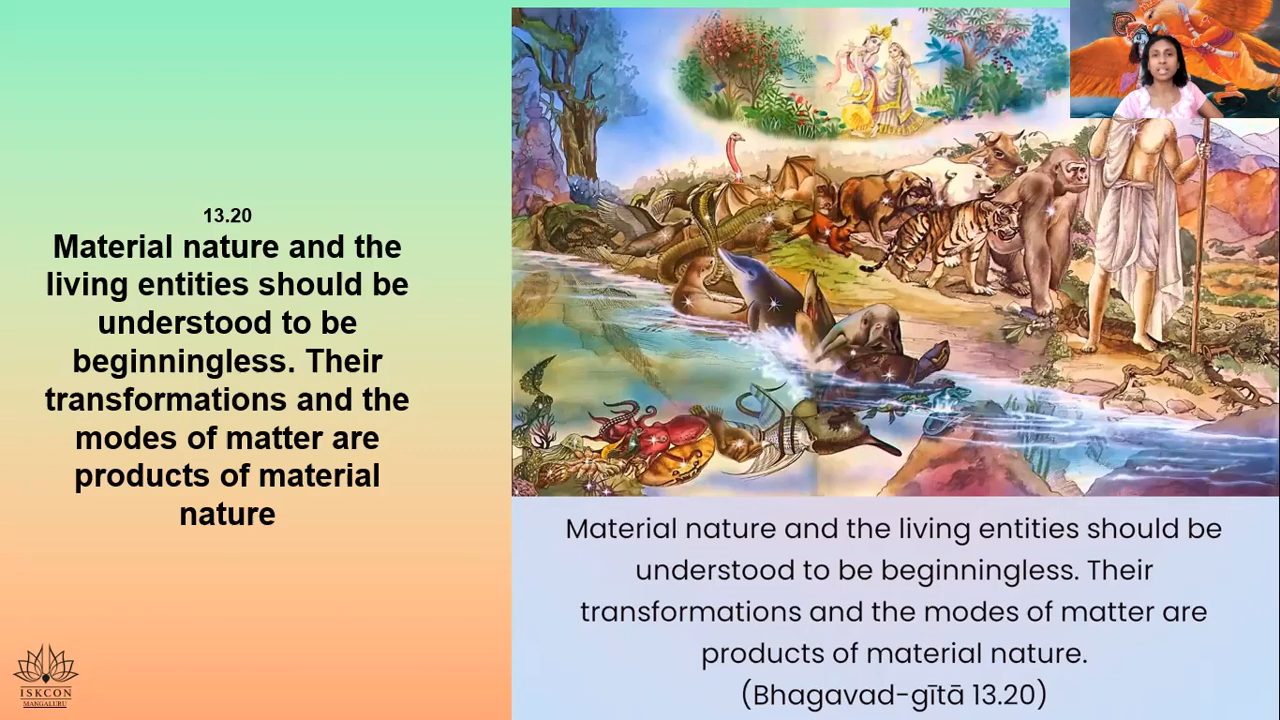 13.20
Material nature and the
living entities should be
understood to be
beginningless. Their
transformations and the
modes of matter are
products of material
nature
ISKCON
MANGALURU
Material nature and the living entities should be
understood to be beginningless. Their
transformations and the modes of matter are
products of material nature.
(Bhagavad-gītā 13.20)